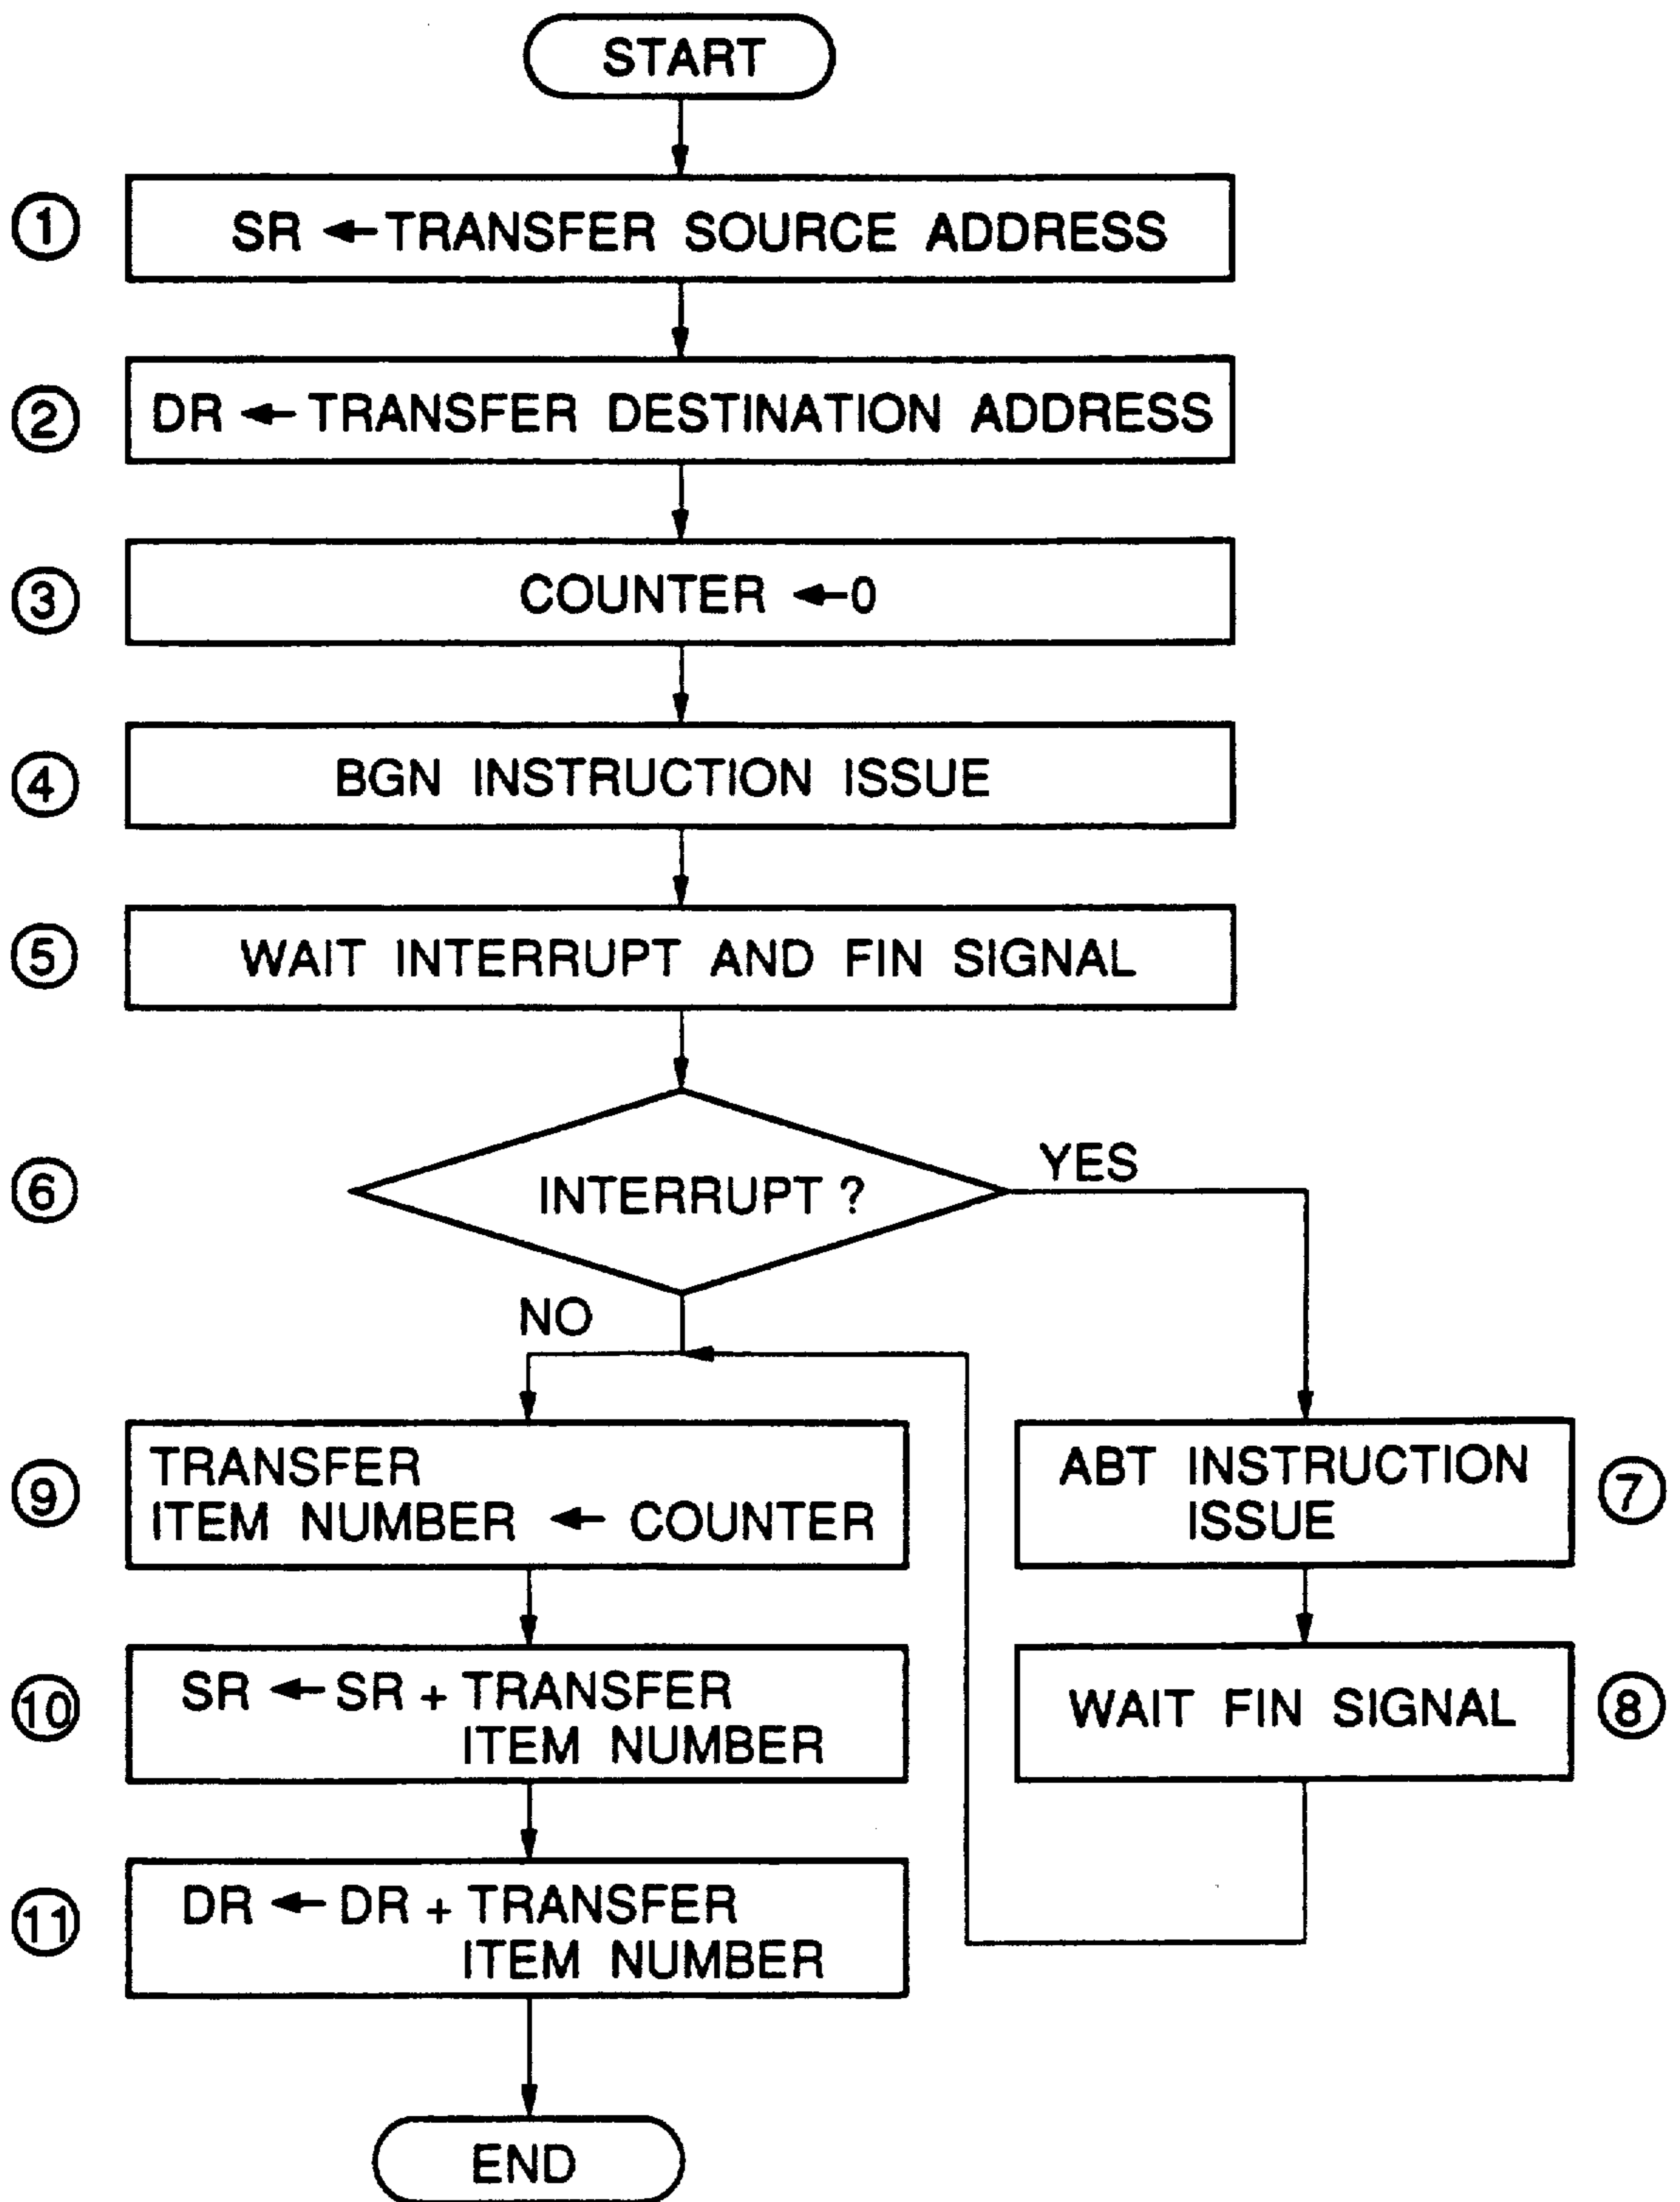 START
① SR ← TRANSFER SOURCE ADDRESS
② DR ← TRANSFER DESTINATION ADDRESS
③ COUNTER ← 0
④ BGN INSTRUCTION ISSUE
⑤ WAIT INTERRUPT AND FIN SIGNAL
⑥ INTERRUPT ?
YES
NO
ABT INSTRUCTION
ISSUE
⑦
WAIT FIN SIGNAL
⑧
⑨
TRANSFER
ITEM NUMBER ← COUNTER
⑩
SR ← SR + TRANSFER
ITEM NUMBER
⑪
DR ← DR + TRANSFER
ITEM NUMBER
END